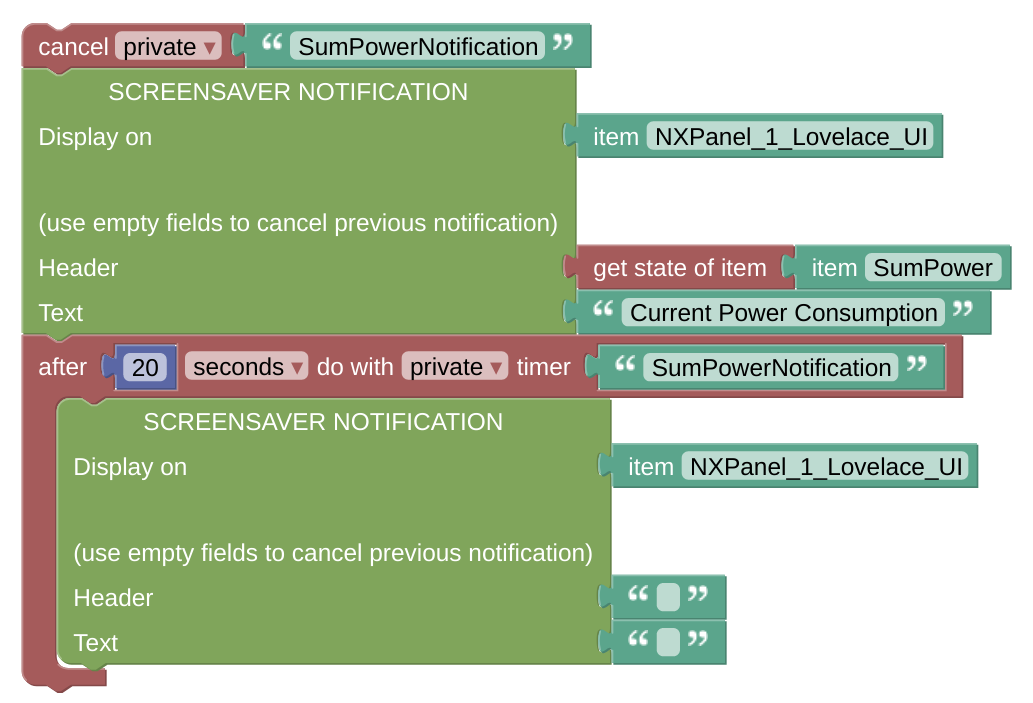 cancel private ▾ “ SumPowerNotification ”
SCREENSAVER NOTIFICATION
Display on item NXPanel_1_Lovelace_UI
(use empty fields to cancel previous notification)
Header get state of item item SumPower
Text “ Current Power Consumption ”
after 20 seconds ▾ do with private ▾ timer “ SumPowerNotification ”
SCREENSAVER NOTIFICATION
Display on item NXPanel_1_Lovelace_UI
(use empty fields to cancel previous notification)
Header “ ”
Text “ ”